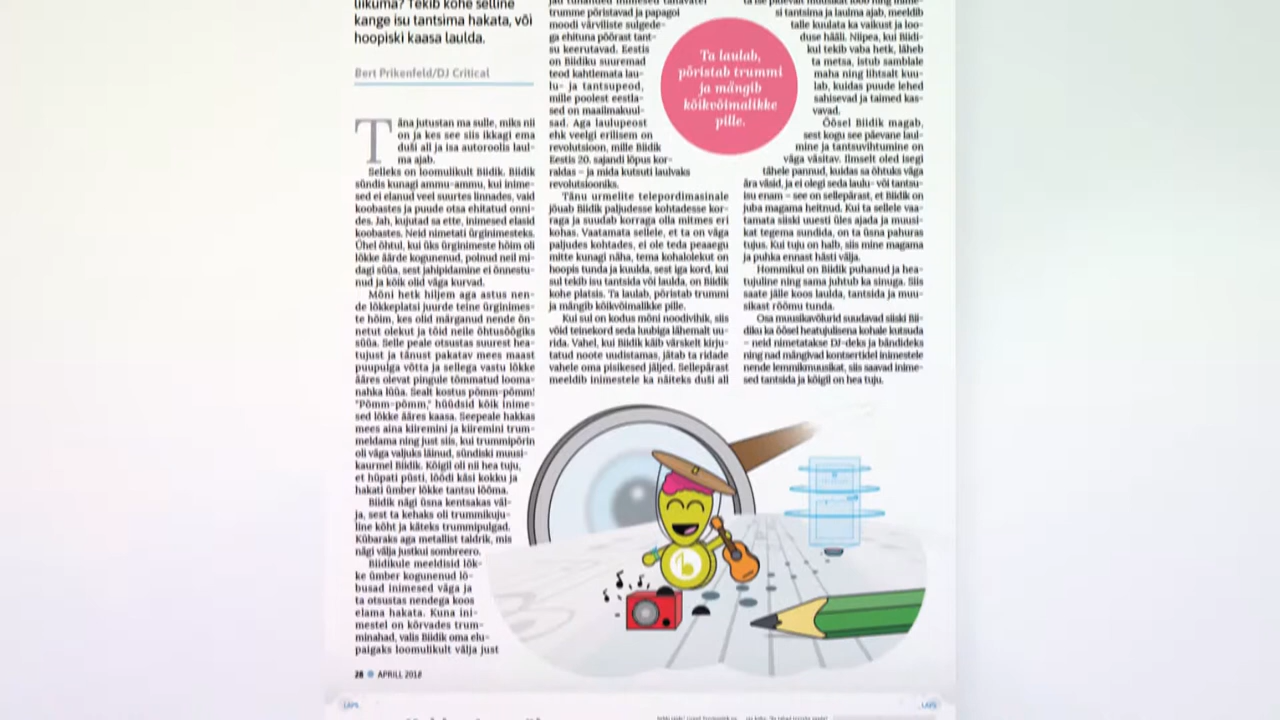 liikuma? Tekib kohe selline
kange isu tantsima hakata, või
hoopiski kaasa laulda.
Bert Prikenfeld/DJ Critical
Täna jutustan ma sulle, miks nii
on ja kes see siis ikkagi ema
duši all ja isa autoroolis laul-
ma ajab.
Selleks on loomulikult Biidik. Biidik
sündis kunagi ammu-ammu, kui inime-
sed ei elanud veel suurtes linnades, vaid
koobastes ja puude otsa ehitatud onni-
des. Jah, kujutad sa ette, inimesed elasid
koobastes. Neid nimetati ürginimesteks.
Ühel õhtul, kui üks ürginimeste hõim oli
lõkke äärde kogunenud, polnud neil mi-
dagi süüa, sest jahipidamine ei õnnestu-
nud ja kõik olid väga kurvad.
Mõni hetk hiljem aga astus nen-
de lõkkeplatsi juurde teine ürginimes-
te hõim, kes olid märganud nende õn-
netut olekut ja tõid neile õhtusöögiks
süüa. Selle peale otsustas suurest hea-
tujust ja tänust pakatav mees maast
puupulga võtta ja sellega vastu lõkke
ääres olevat pingule tõmmatud looma-
nahka lüüa. Sealt kostus põmm-põmm!
"Põmm-põmm," hüüdsid kõik inime-
sed lõkke ääres kaasa. Seepeale hakkas
mees aina kiiremini ja kiiremini trum-
meldama ning just siis, kui trummipõrin
oli väga valjuks läinud, sündiski muusi-
kaurmel Biidik. Kõigil oli nii hea tuju,
et hüpati püsti, löödi käsi kokku ja
hakati ümber lõkke tantsu lööma.
Biidik nägi üsna kentsakas väl-
ja, sest ta kehaks oli trummikuju-
line kõht ja käteks trummipulgad.
Kübaraks aga metallist taldrik, mis
nägi välja justkui sombreero.
Biidikule meeldisid lõk-
ke ümber kogunenud lõ-
busad inimesed väga ja
ta otsustas nendega koos
elama hakata. Kuna ini-
mestel on kõrvades trum-
minahad, valis Biidik oma elu-
paigaks loomulikult välja just
trumme põristavad ja papagoi
moodi värviliste sulgede-
ga ehituna pöörast tant-
su keerutavad. Eestis
on Biidiku suuremad
teod kahtlemata lau-
lu- ja tantsupeod,
mille poolest eestla-
sed on maailmakuul-
sad. Aga laulupeost
ehk veelgi erilisem on
revolutsioon, mille Biidik
Eestis 20. sajandi lõpus kor-
raldas – ja mida kutsuti laulvaks
revolutsiooniks.
Tänu urmelite telepordimasinale
jõuab Biidik paljudesse kohtadesse kor-
raga ja suudab korraga olla mitmes eri
kohas. Vaatamata sellele, et ta on väga
paljudes kohtades, ei ole teda peaaegu
mitte kunagi näha, tema kohalolekut on
hoopis tunda ja kuulda, sest iga kord, kui
sul tekib isu tantsida või laulda, on Biidik
kohe platsis. Ta laulab, põristab trummi
ja mängib kõikvõimalikke pille.
Kui sul on kodus mõni noodivihik, siis
võid teinekord seda luubiga lähemalt uu-
rida. Vahel, kui Biidik käib värskelt kirju-
tatud noote uudistamas, jätab ta ridade
vahele oma pisikesed jäljed. Sellepärast
meeldib inimestele ka näiteks duši all
Ta laulab,
põristab trummi
ja mängib
kõikvõimalikke
pille.
si tantsima ja laulma ajab, meeldib
talle kuulata ka vaikust ja loo-
duse hääli. Niipea, kui Biidi-
kul tekib vaba hetk, läheb
ta metsa, istub samblale
maha ning lihtsalt kuu-
lab, kuidas puude lehed
sahisevad ja taimed kas-
vavad.
Öösel Biidik magab,
sest kogu see päevane laul-
mine ja tantsuvihtumine on
väga väsitav. Ilmselt oled isegi
tähele pannud, kuidas sa õhtuks väga
ära väsid, ja ei olegi seda laulu- või tantsu-
isu enam – see on sellepärast, et Biidik on
juba magama heitnud. Kui ta sellele vaa-
tamata siiski uuesti üles ajada ja muusi-
kat tegema sundida, on ta üsna pahuras
tujus. Kui tuju on halb, siis mine magama
ja puhka ennast hästi välja.
Hommikul on Biidik puhanud ja hea-
tujuline ning sama juhtub ka sinuga. Siis
saate jälle koos laulda, tantsida ja muu-
sikast rõõmu tunda.
Osa muusikavõlurid suudavad siiski Bii-
diku ka öösel heatujulisena kohale kutsuda
– neid nimetatakse DJ-deks ja bändideks
ning nad mängivad kontsertidel inimestele
nende lemmikmuusikat, siis saavad inime-
sed tantsida ja kõigil on hea tuju.
28 APRILL 2018